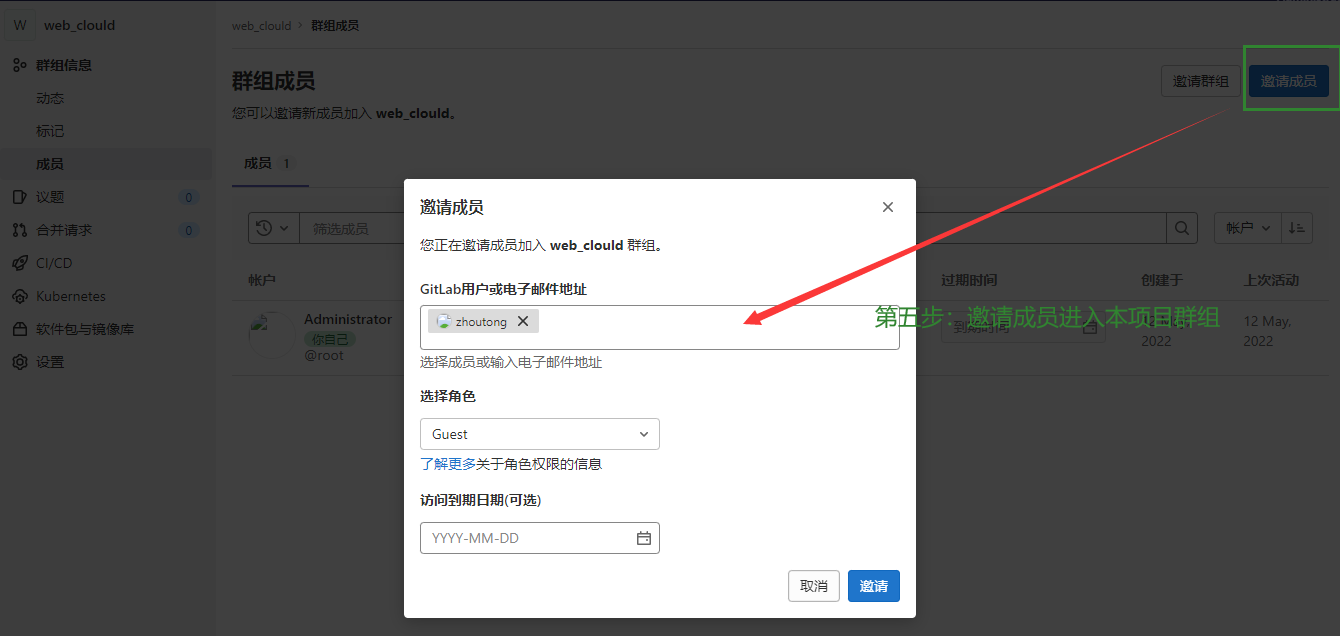 W web_clould
群组信息
动态
标记
成员
议题 0
合并请求 0
CI/CD
Kubernetes
软件包与镜像库
设置
web_clould › 群组成员
群组成员
您可以邀请新成员加入 web_clould。
邀请群组 邀请成员
成员 1
筛选成员
帐户
帐户 过期时间 创建于 上次活动
Administrator
你自己
@root
到期时间
2022
12 May,
2022
第五步：邀请成员进入本项目群组
邀请成员
您正在邀请成员加入 web_clould 群组。
GitLab用户或电子邮件地址
zhoutong
选择成员或输入电子邮件地址
选择角色
Guest
了解更多关于角色权限的信息
访问到期日期(可选)
YYYY-MM-DD
取消 邀请